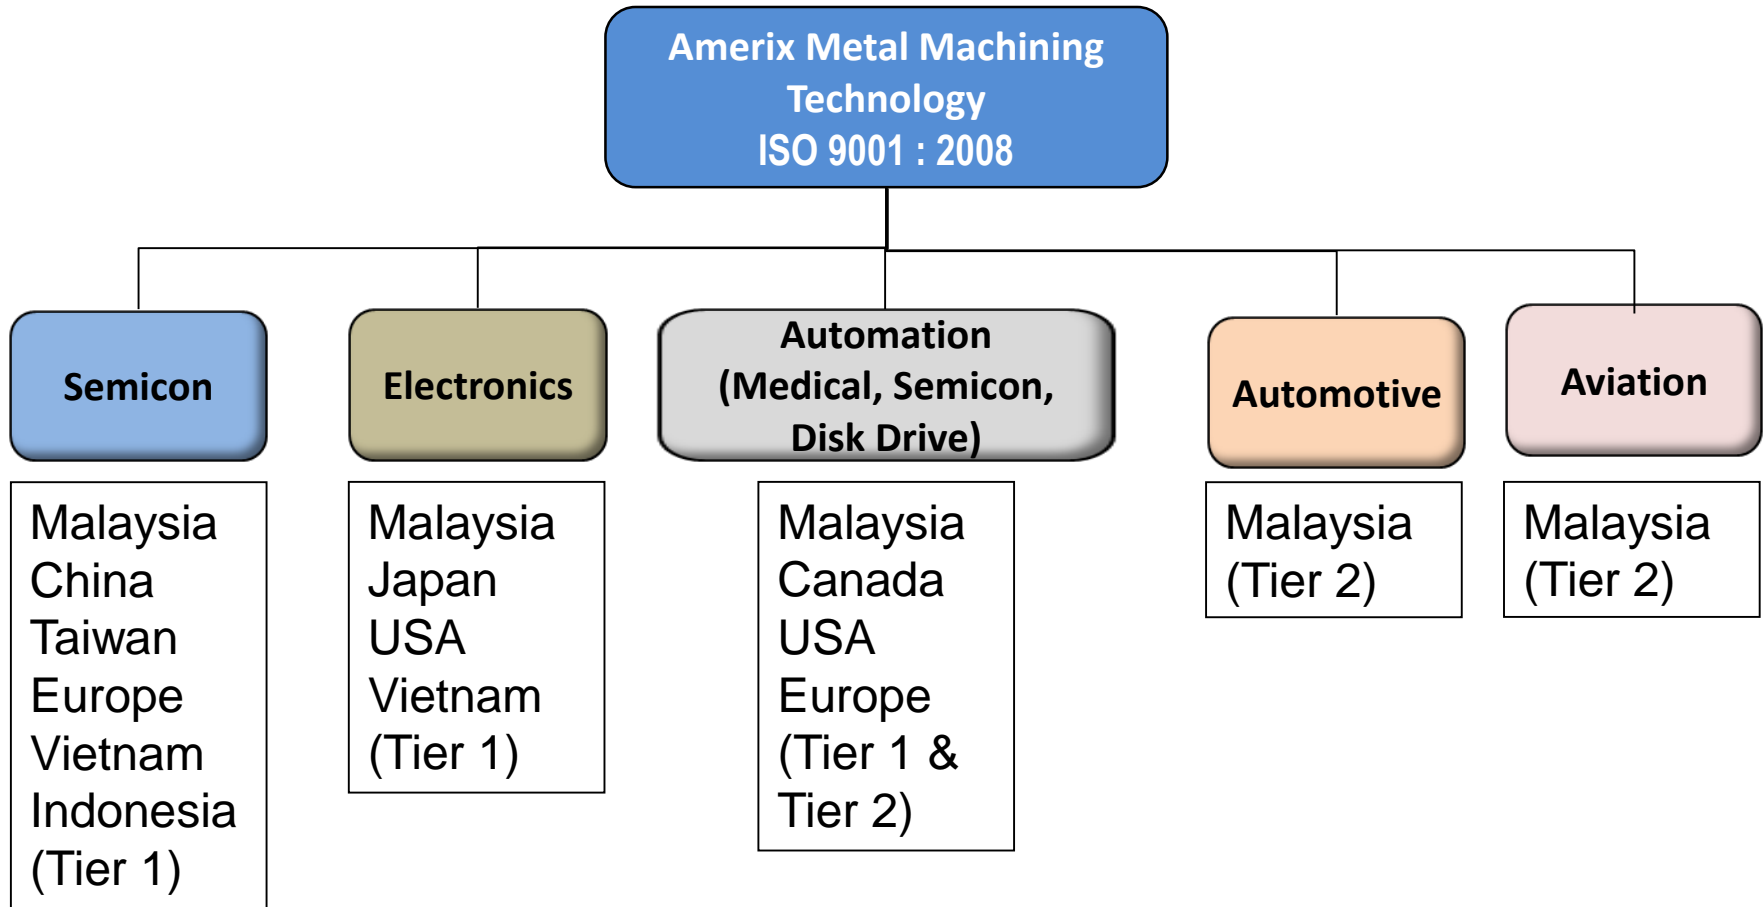 Amerix Metal Machining
Technology
ISO 9001 : 2008
Semicon
Electronics
Automation
(Medical, Semicon,
Disk Drive)
Automotive
Aviation
Malaysia
China
Taiwan
Europe
Vietnam
Indonesia
(Tier 1)
Malaysia
Japan
USA
Vietnam
(Tier 1)
Malaysia
Canada
USA
Europe
(Tier 1 &
Tier 2)
Malaysia
(Tier 2)
Malaysia
(Tier 2)